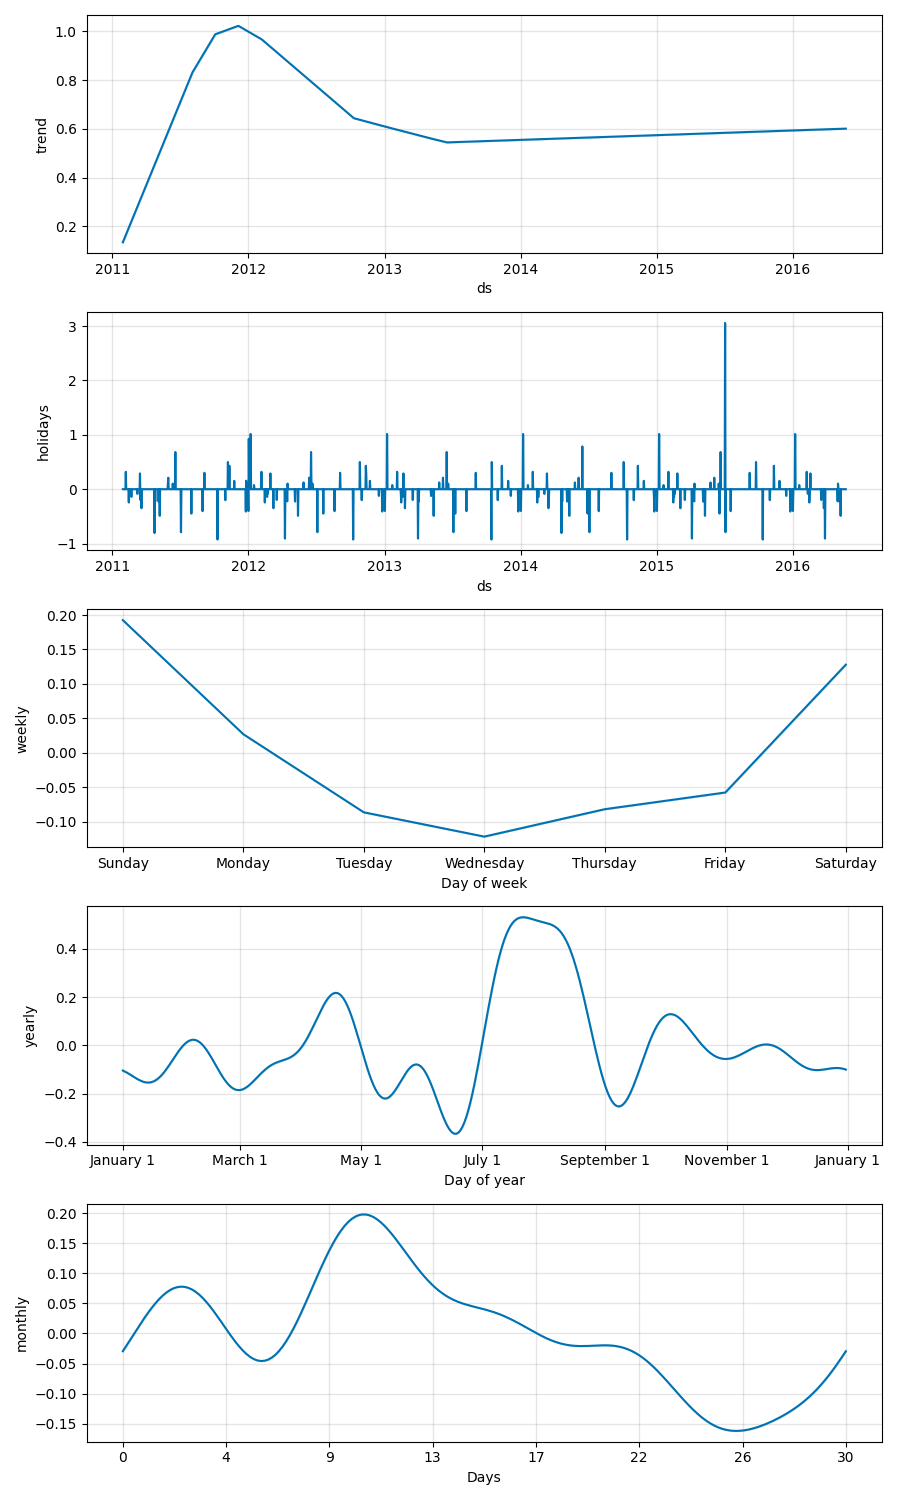 1.0
0.8
0.6
0.4
0.2
trend
2011 2012 2013 2014 2015 2016
ds
3
2
1
0
−1
holidays
2011 2012 2013 2014 2015 2016
ds
0.20
0.15
0.10
0.05
0.00
−0.05
−0.10
weekly
Sunday Monday Tuesday Wednesday Thursday Friday Saturday
Day of week
0.4
0.2
0.0
−0.2
−0.4
yearly
January 1 March 1 May 1 July 1 September 1 November 1 January 1
Day of year
0.20
0.15
0.10
0.05
0.00
−0.05
−0.10
−0.15
monthly
0 4 9 13 17 22 26 30
Days